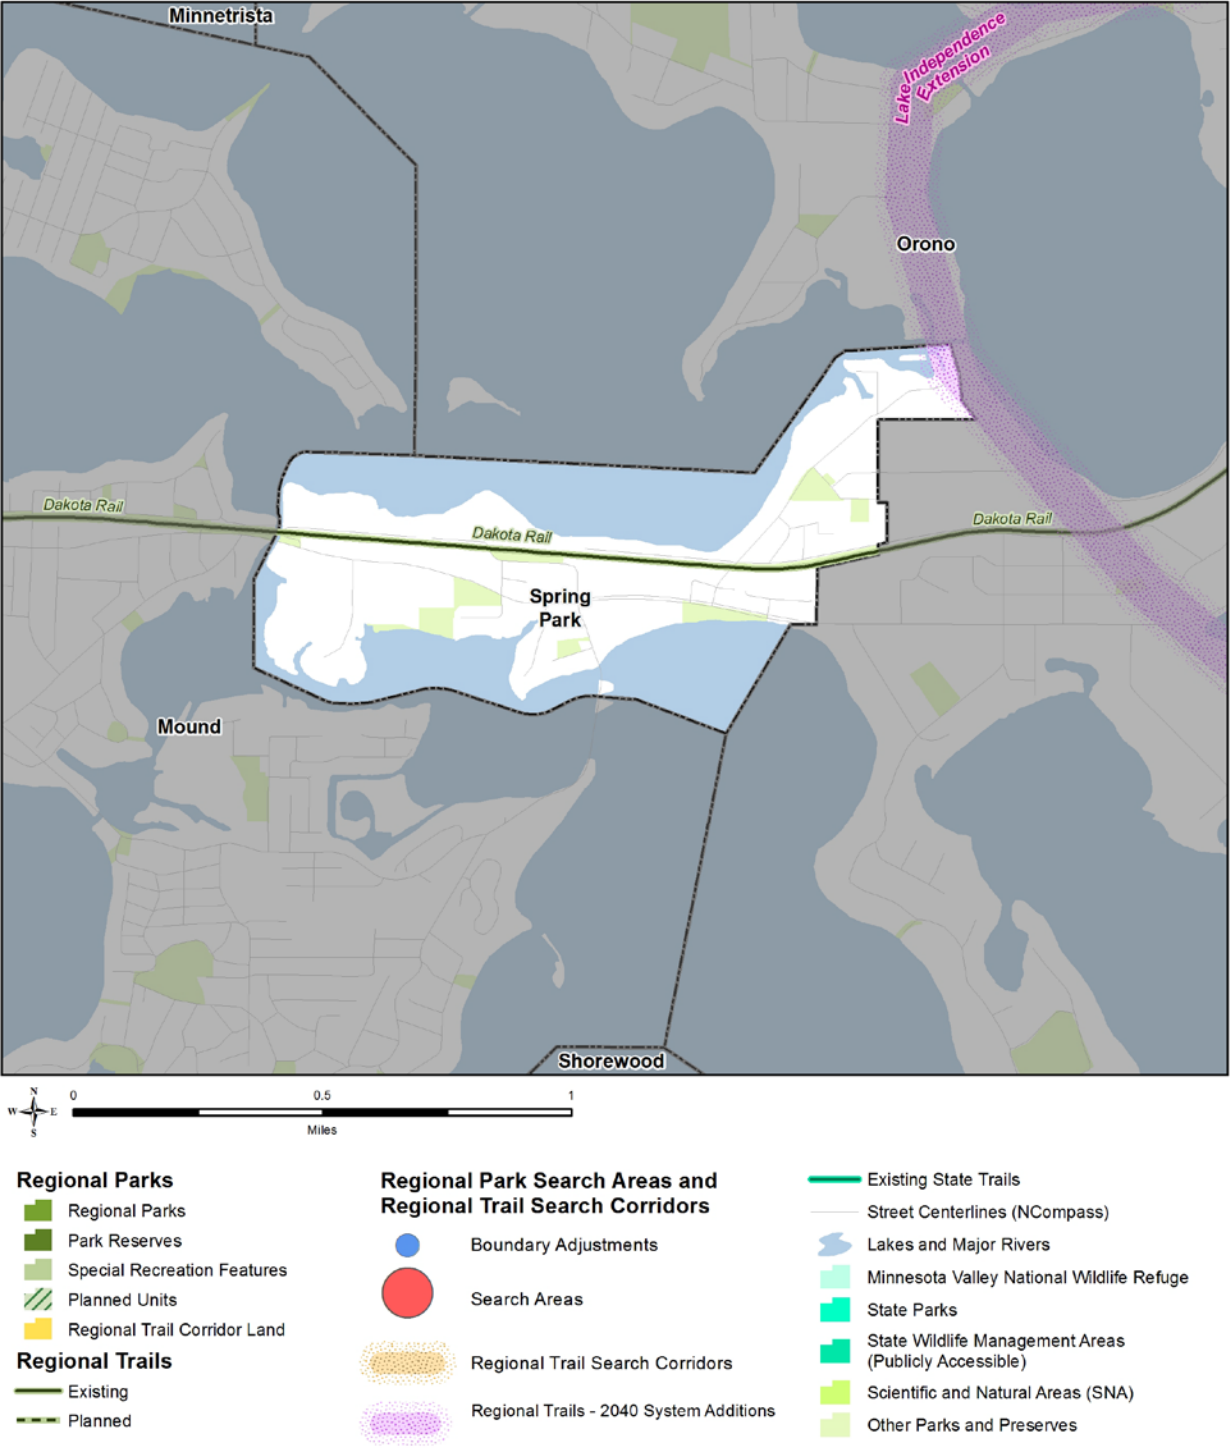 Minnetrista
Lake Independence
Extension
Orono
Dakota Rail
Dakota Rail
Dakota Rail
Spring
Park
Mound
Shorewood
N
W E
S
0 0.5 1
Miles
Regional Parks
Regional Parks
Park Reserves
Special Recreation Features
Planned Units
Regional Trail Corridor Land
Regional Trails
Existing
Planned
Regional Park Search Areas and
Regional Trail Search Corridors
Boundary Adjustments
Search Areas
Regional Trail Search Corridors
Regional Trails - 2040 System Additions
Existing State Trails
Street Centerlines (NCompass)
Lakes and Major Rivers
Minnesota Valley National Wildlife Refuge
State Parks
State Wildlife Management Areas
(Publicly Accessible)
Scientific and Natural Areas (SNA)
Other Parks and Preserves